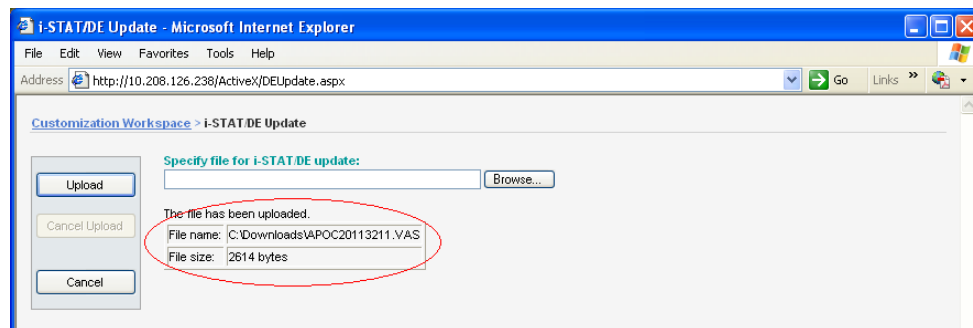 i-STAT/DE Update - Microsoft Internet Explorer
File Edit View Favorites Tools Help
Address http://10.208.126.238/ActiveX/DEUpdate.aspx Go Links »
Customization Workspace > i-STAT/DE Update
Specify file for i-STAT/DE update:
Upload Browse...
The file has been uploaded.
Cancel Upload File name: C:\Downloads\APOC20113211.VAS
File size: 2614 bytes
Cancel